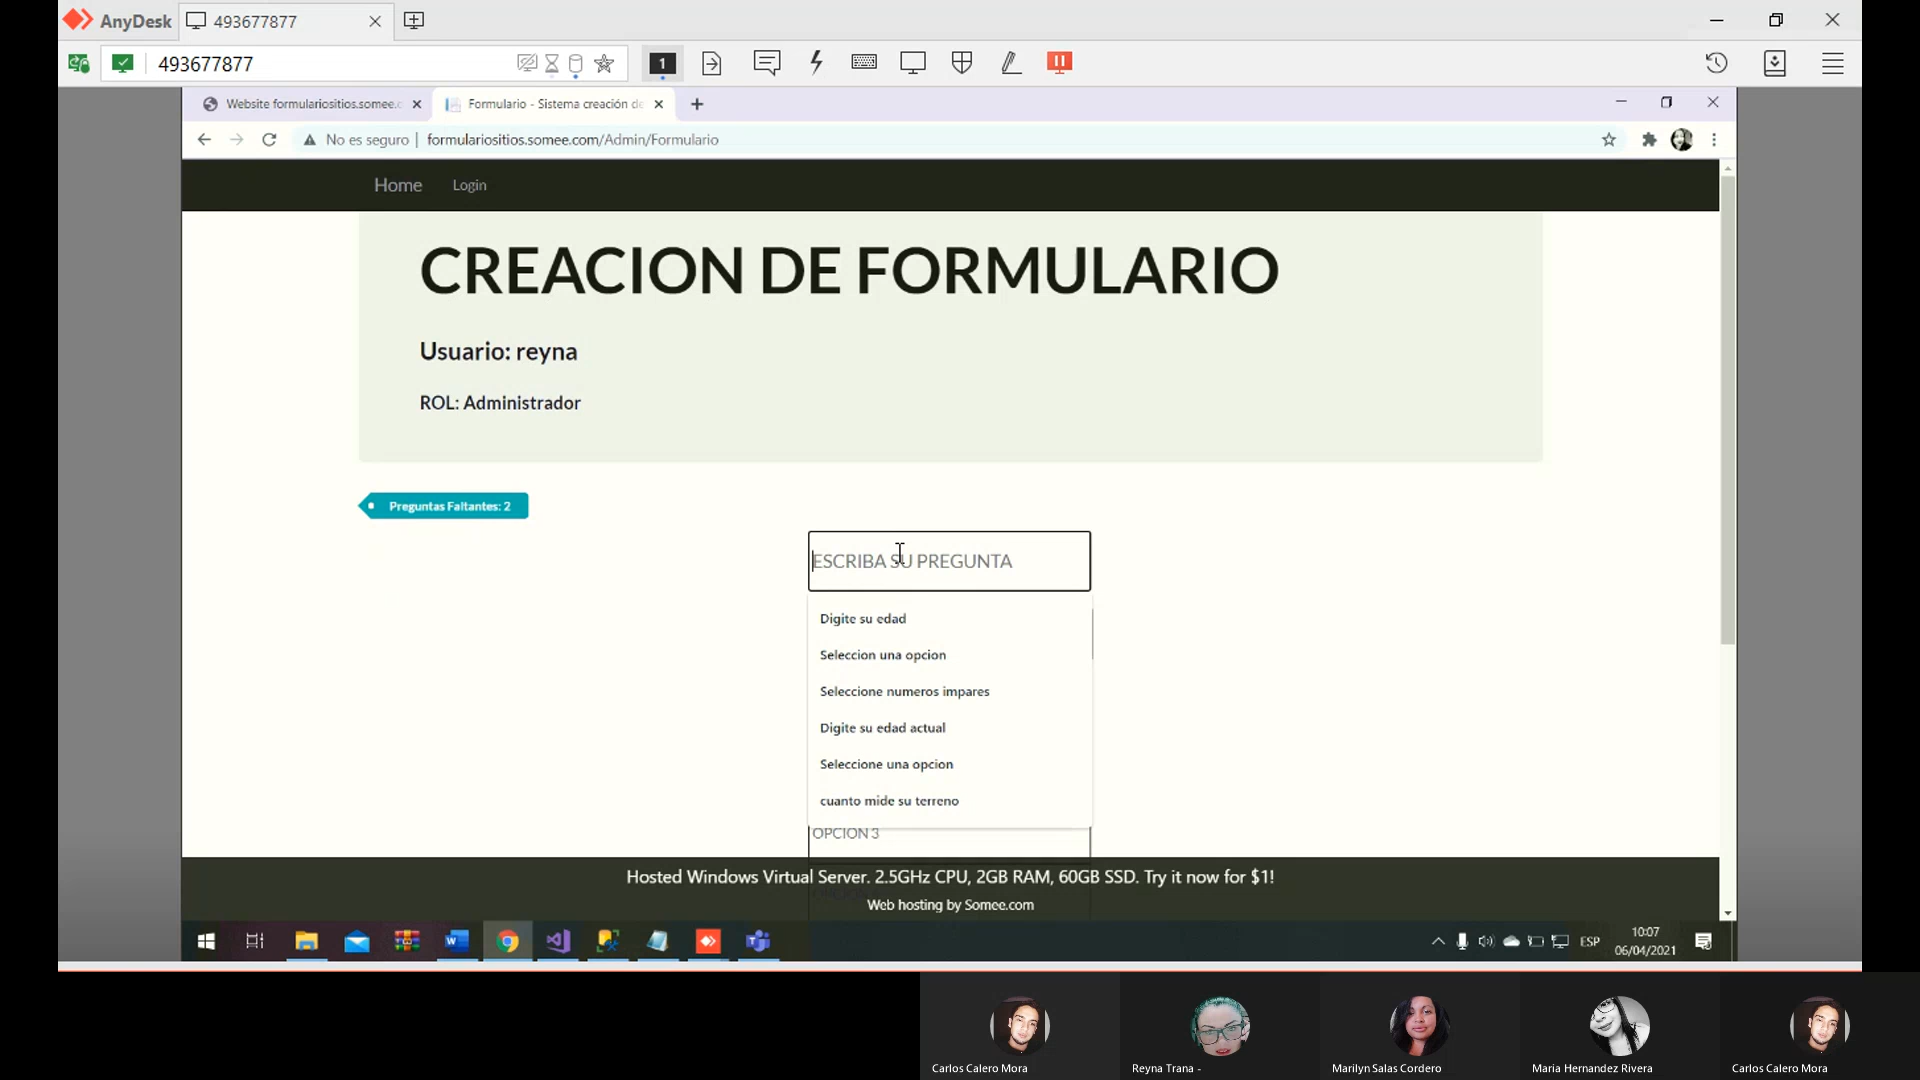 AnyDesk
493677877
493677877
1
Website formulariositios.somee.c
Formulario - Sistema creación de
No es seguro
formulariositios.somee.com/Admin/Formulario
Home
Login
CREACION DE FORMULARIO
Usuario: reyna
ROL: Administrador
Preguntas Faltantes: 2
ESCRIBA SU PREGUNTA
Digite su edad
Seleccion una opcion
Seleccione numeros impares
Digite su edad actual
Seleccione una opcion
cuanto mide su terreno
OPCION 3
Hosted Windows Virtual Server. 2.5GHz CPU, 2GB RAM, 60GB SSD. Try it now for $1!
Web hosting by Somee.com
ESP
10:07
06/04/2021
Carlos Calero Mora
Reyna Trana -
Marilyn Salas Cordero
Maria Hernandez Rivera
Carlos Calero Mora